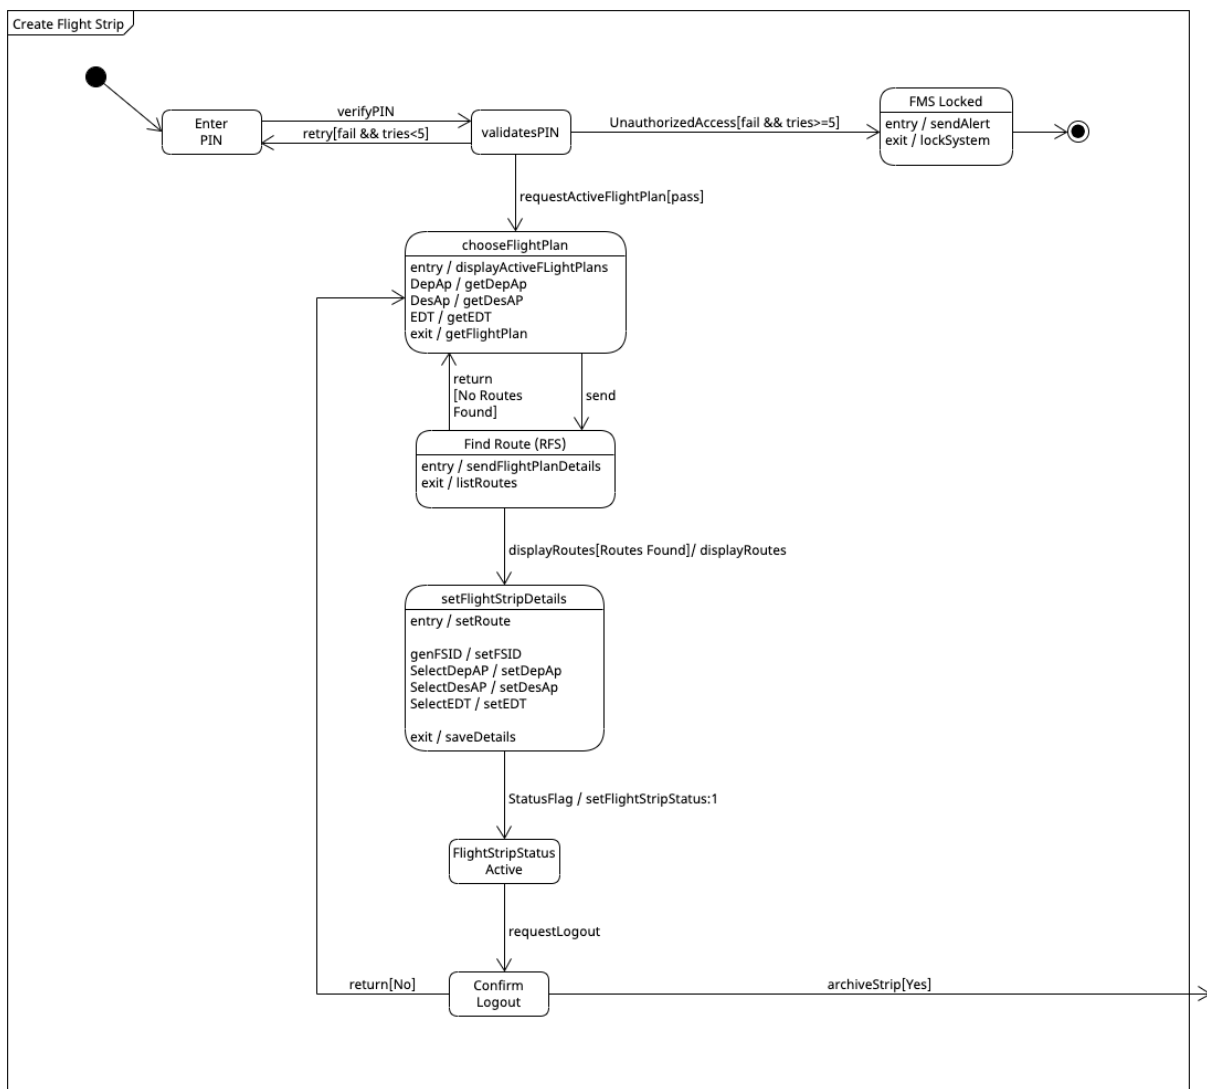 Create Flight Strip
Enter
PIN
verifyPIN
retry[fail && tries<5]
validatesPIN
UnauthorizedAccess[fail && tries>=5]
FMS Locked
entry / sendAlert
exit / lockSystem
requestActiveFlightPlan[pass]
chooseFlightPlan
entry / displayActiveFLightPlans
DepAp / getDepAp
DesAp / getDesAP
EDT / getEDT
exit / getFlightPlan
return
[No Routes
Found]
send
Find Route (RFS)
entry / sendFlightPlanDetails
exit / listRoutes
displayRoutes[Routes Found]/ displayRoutes
setFlightStripDetails
entry / setRoute
genFSID / setFSID
SelectDepAP / setDepAp
SelectDesAP / setDesAp
SelectEDT / setEDT
exit / saveDetails
StatusFlag / setFlightStripStatus:1
FlightStripStatus
Active
requestLogout
return[No]
Confirm
Logout
archiveStrip[Yes]